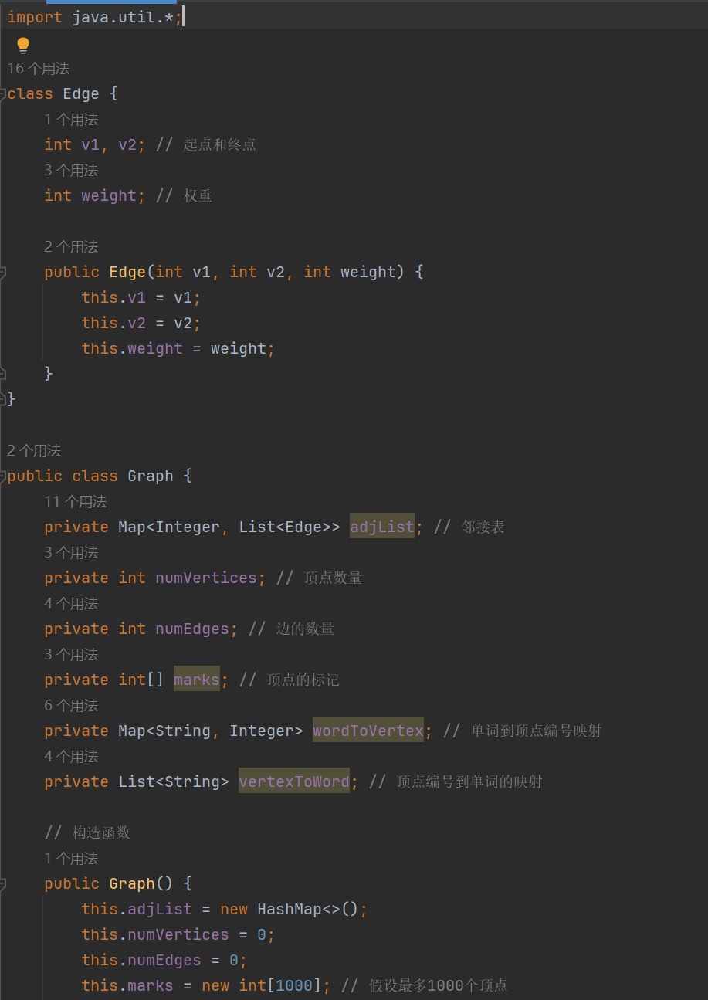 import java.util.*;
16 个用法
class Edge {
1 个用法
int v1, v2; // 起点和终点
3 个用法
int weight; // 权重
2 个用法
public Edge(int v1, int v2, int weight) {
this.v1 = v1;
this.v2 = v2;
this.weight = weight;
}
}
2 个用法
public class Graph {
11 个用法
private Map<Integer, List<Edge>> adjList; // 邻接表
3 个用法
private int numVertices; // 顶点数量
4 个用法
private int numEdges; // 边的数量
3 个用法
private int[] marks; // 顶点的标记
6 个用法
private Map<String, Integer> wordToVertex; // 单词到顶点编号映射
4 个用法
private List<String> vertexToWord; // 顶点编号到单词的映射
// 构造函数
1 个用法
public Graph() {
this.adjList = new HashMap<>();
this.numVertices = 0;
this.numEdges = 0;
this.marks = new int[1000]; // 假设最多1000个顶点